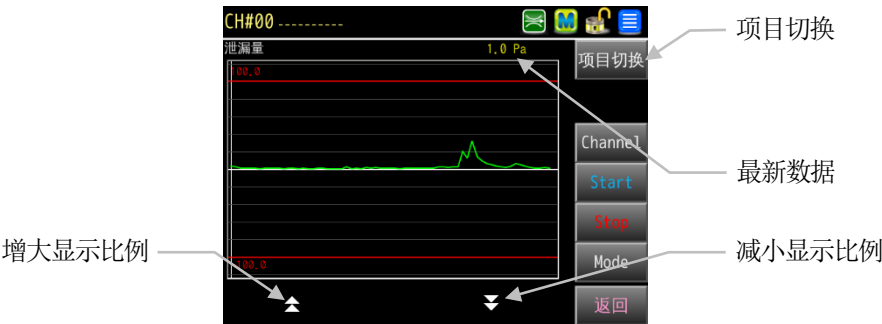 CH#00 ----------
M
项目切换
泄漏量
1.0 Pa
项目切换
100.0
Channel
最新数据
Start
Stop
增大显示比例
-100.0
Mode
减小显示比例
返回